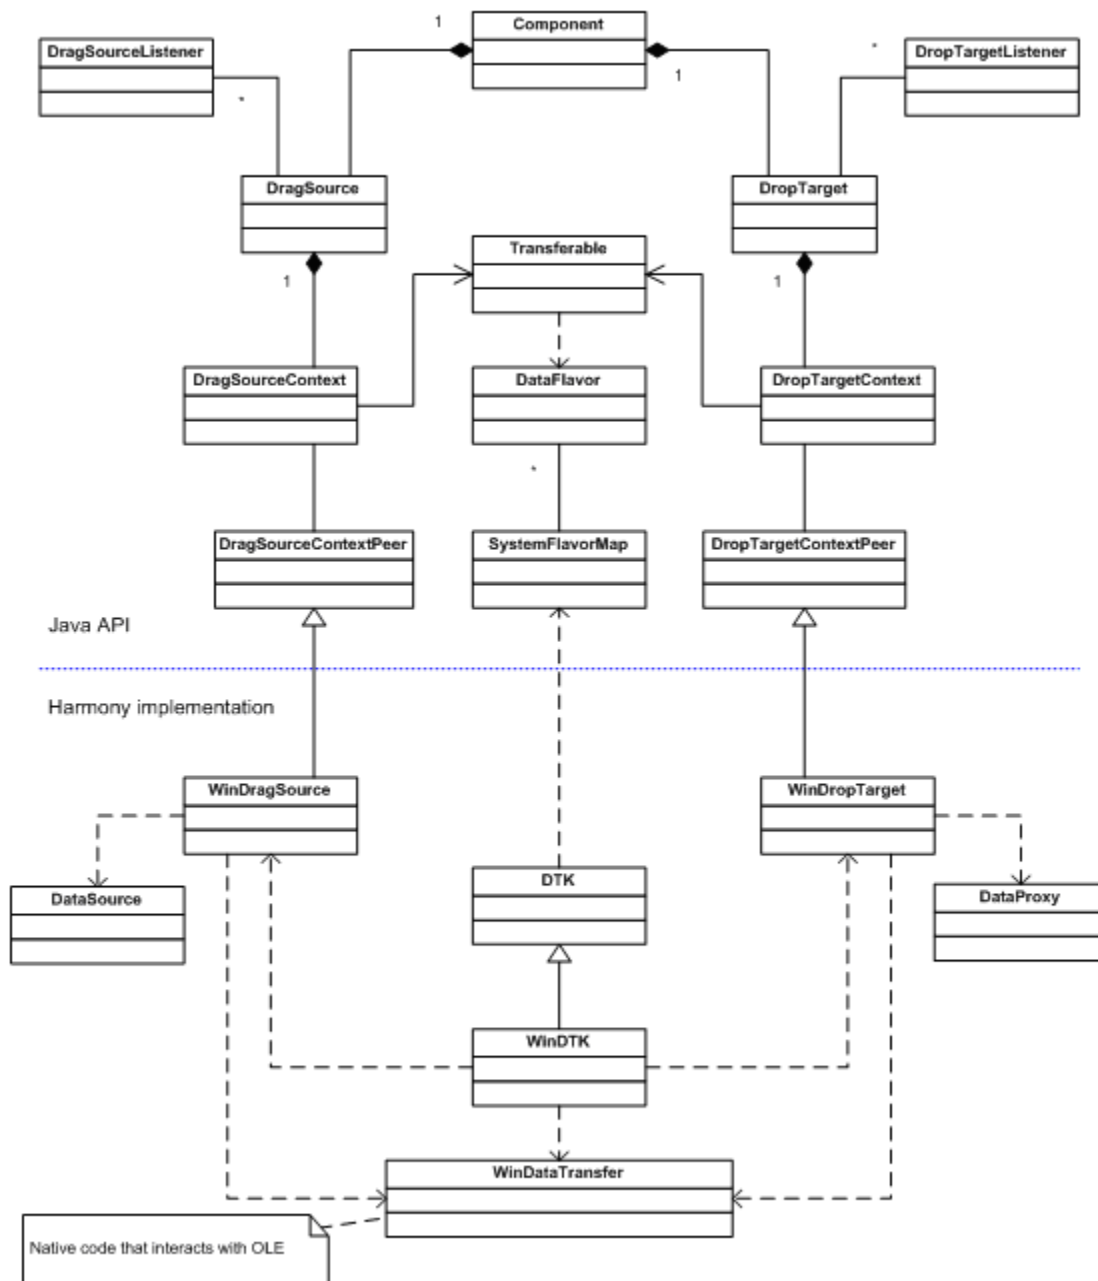 1
Component
DragSourceListener
DropTargetListener
*
1
*
DragSource
DropTarget
Transferable
1
1
DragSourceContext
DataFlavor
DropTargetContext
*
DragSourceContextPeer
SystemFlavorMap
DropTargetContextPeer
Java API
Harmony implementation
WinDragSource
WinDropTarget
DTK
DataSource
DataProxy
WinDTK
WinDataTransfer
Native code that interacts with OLE